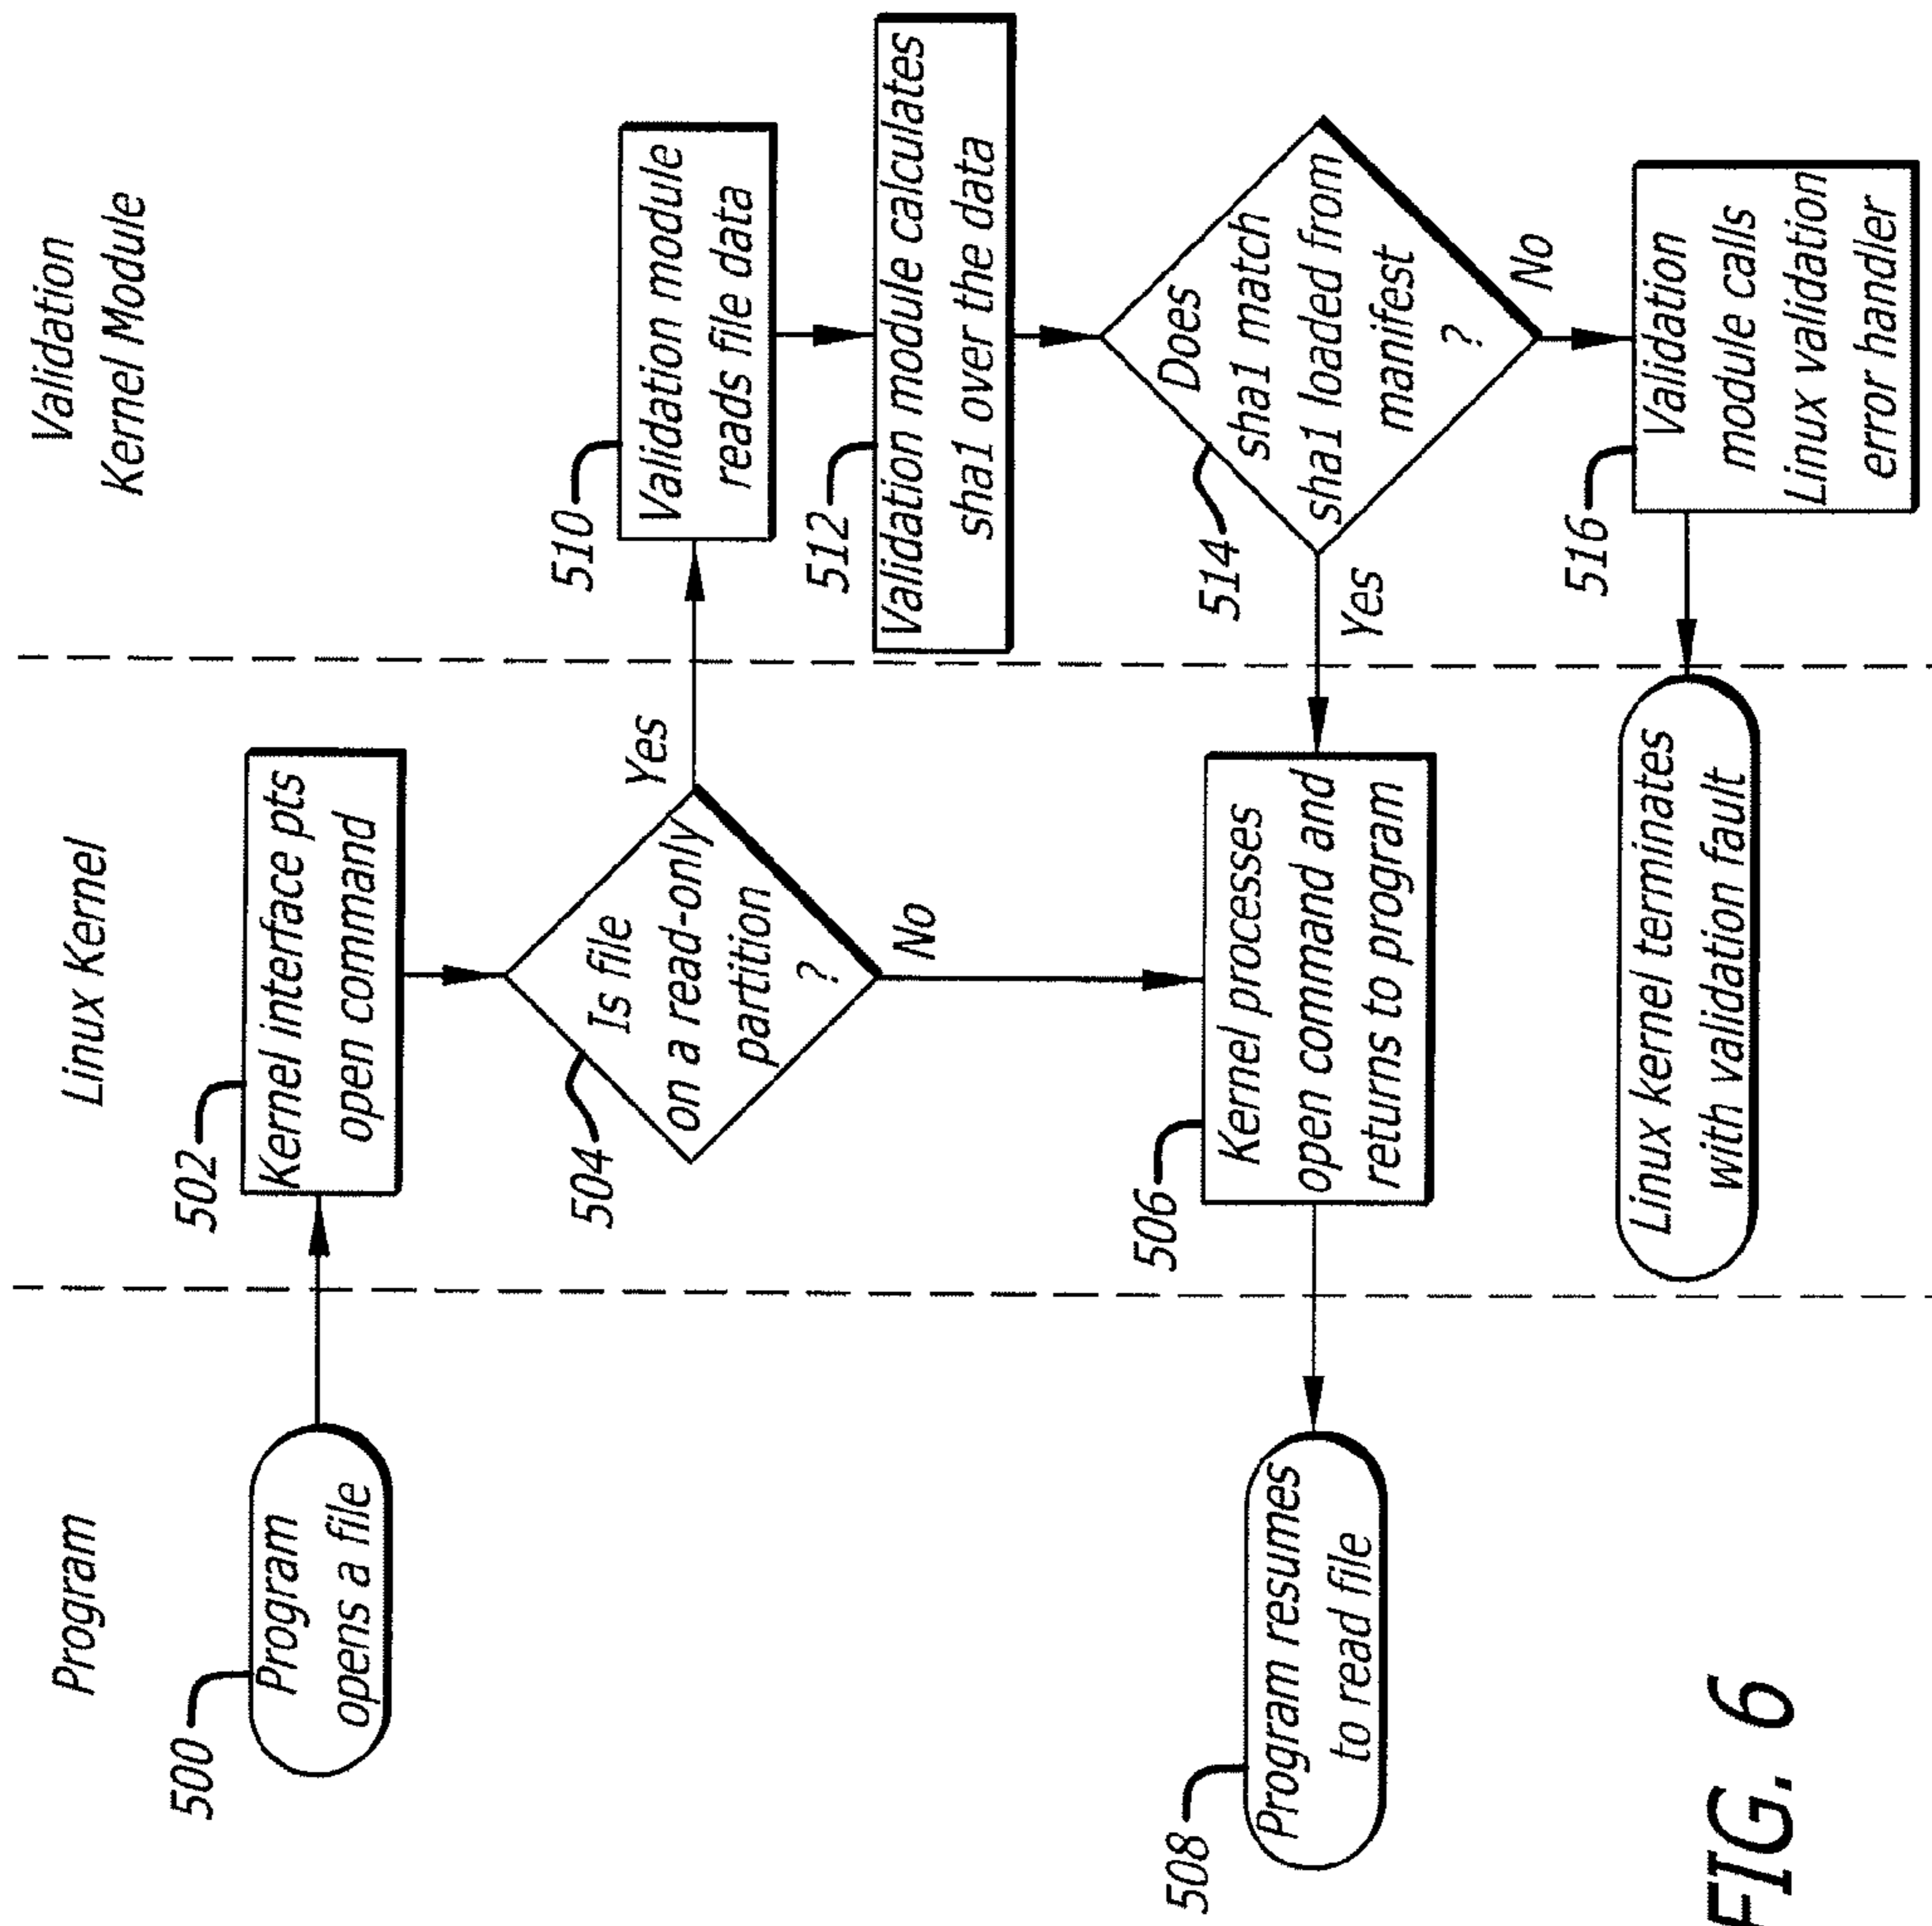 Program
Linux Kernel
Validation
Kernel Module
500
Program
opens a file
502
Kernel interface pts
open command
504
Is file
on a read-only
partition
?
Yes
No
510
Validation module
reads file data
512
Validation module calculates
sha1 over the data
514
Does
sha1 match
sha1 loaded from
manifest
?
Yes
No
506
Kernel processes
open command and
returns to program
508
Program resumes
to read file
516
Validation
module calls
Linux validation
error handler
Linux kernel terminates
with validation fault
FIG. 6